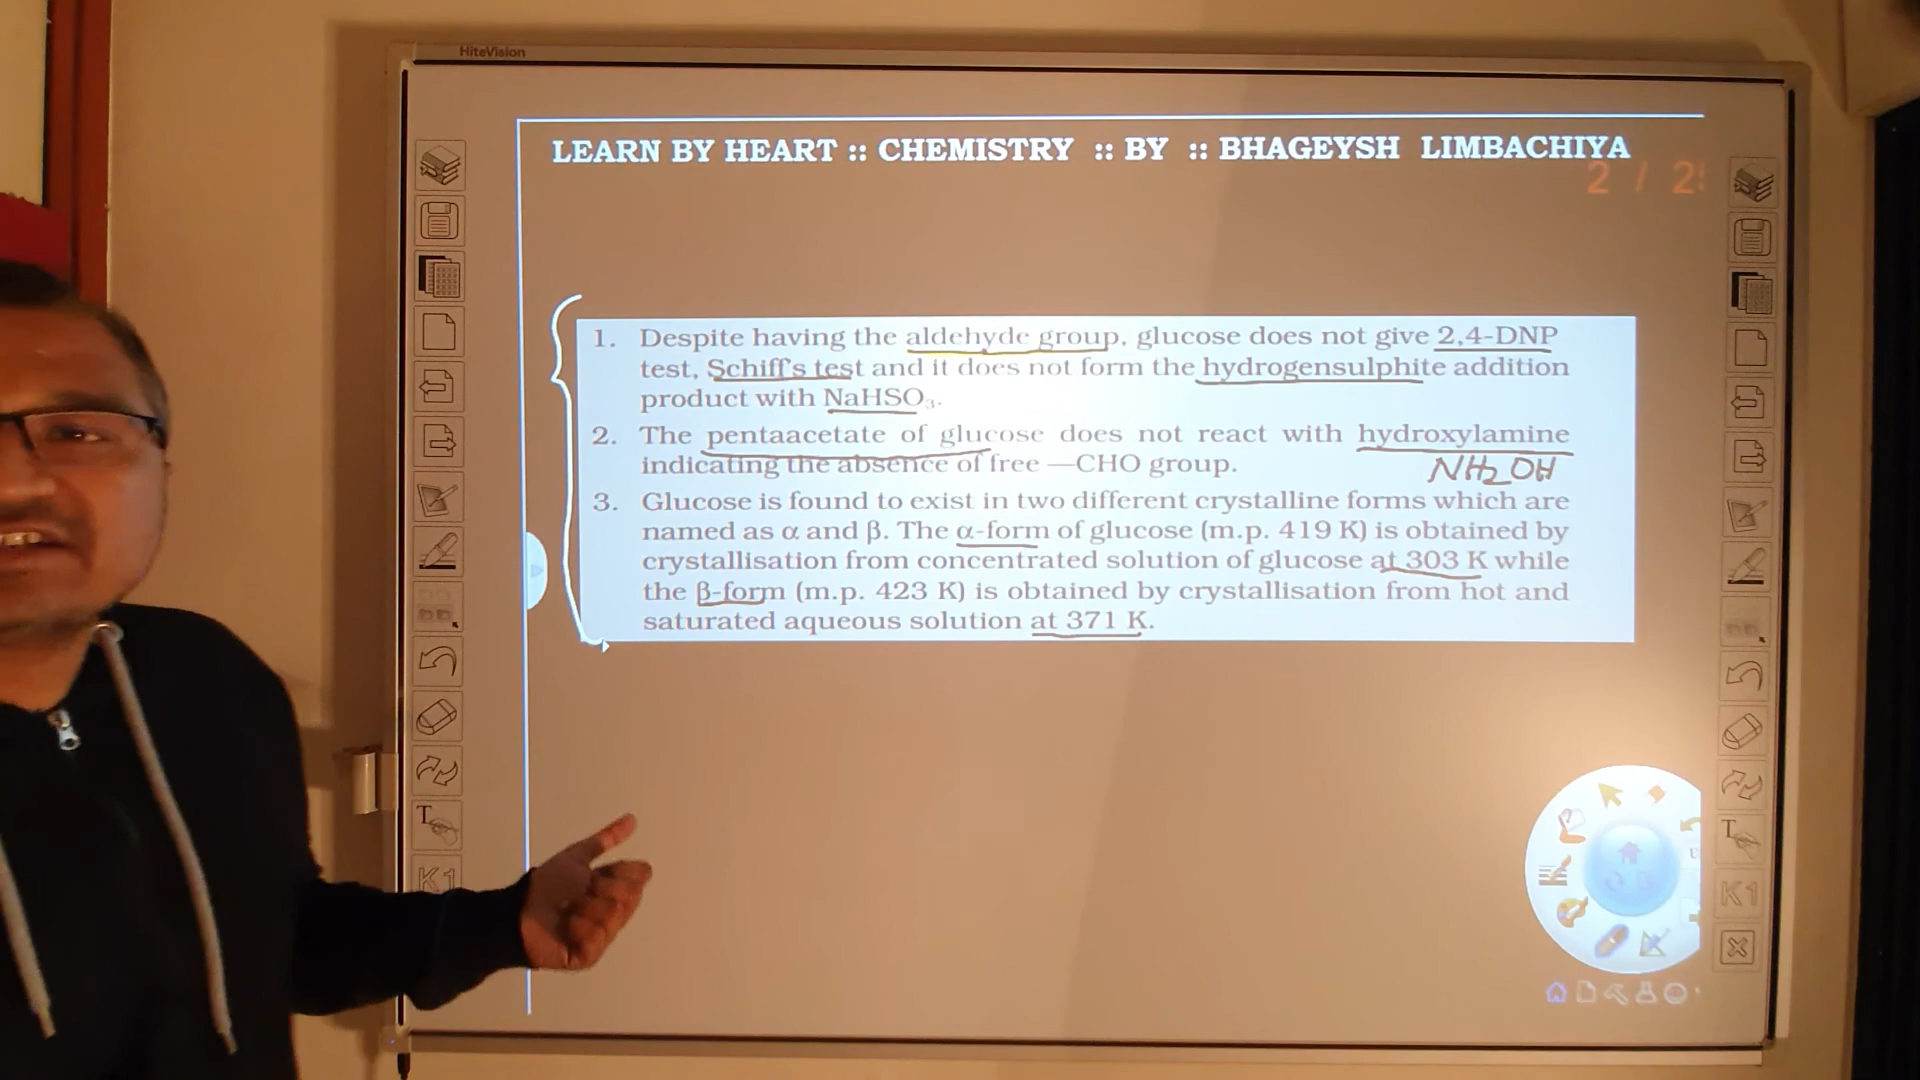 HiteVision
LEARN BY HEART :: CHEMISTRY :: BY :: BHAGEYSH LIMBACHIYA
2 / 2
1. Despite having the aldehyde group, glucose does not give 2,4-DNP
test, Schiff's test and it does not form the hydrogensulphite addition
product with NaHSO₃.
2. The pentaacetate of glucose does not react with hydroxylamine
indicating the absence of free —CHO group.
NH₂OH
3. Glucose is found to exist in two different crystalline forms which are
named as α and β. The α-form of glucose (m.p. 419 K) is obtained by
crystallisation from concentrated solution of glucose at 303 K while
the β-form (m.p. 423 K) is obtained by crystallisation from hot and
saturated aqueous solution at 371 K.
T
K1
T
K1